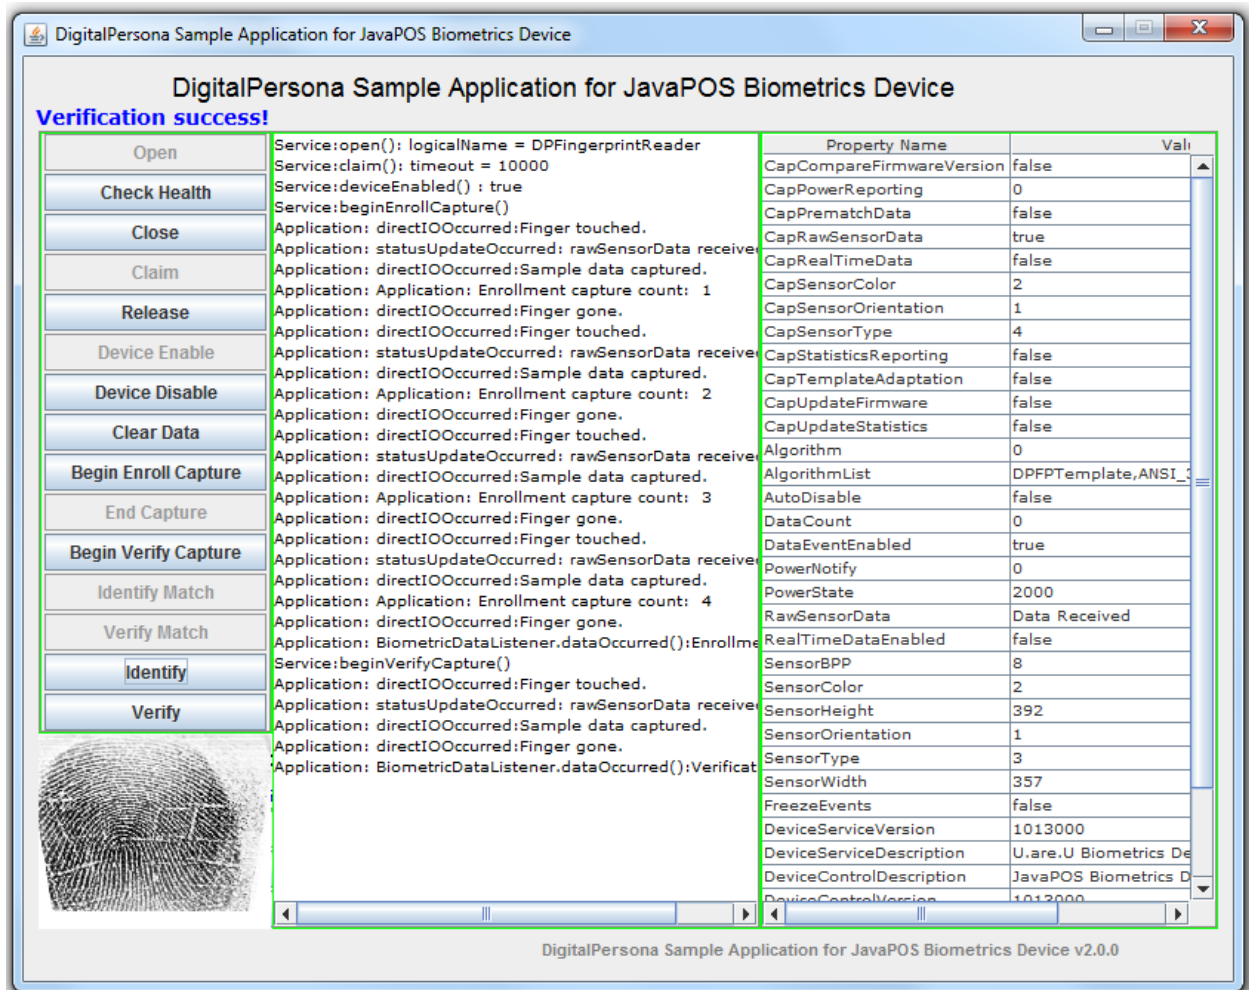 DigitalPersona Sample Application for JavaPOS Biometrics Device
DigitalPersona Sample Application for JavaPOS Biometrics Device
Verification success!
Open
Check Health
Close
Claim
Release
Device Enable
Device Disable
Clear Data
Begin Enroll Capture
End Capture
Begin Verify Capture
Identify Match
Verify Match
Identify
Verify
Service:open(): logicalName = DPFingerprintReader
Service:claim(): timeout = 10000
Service:deviceEnabled() : true
Service:beginEnrollCapture()
Application: directIOOccurred:Finger touched.
Application: statusUpdateOccurred: rawSensorData receive
Application: directIOOccurred:Sample data captured.
Application: Application: Enrollment capture count: 1
Application: directIOOccurred:Finger gone.
Application: directIOOccurred:Finger touched.
Application: statusUpdateOccurred: rawSensorData receive
Application: directIOOccurred:Sample data captured.
Application: Application: Enrollment capture count: 2
Application: directIOOccurred:Finger gone.
Application: directIOOccurred:Finger touched.
Application: statusUpdateOccurred: rawSensorData receive
Application: directIOOccurred:Sample data captured.
Application: Application: Enrollment capture count: 3
Application: directIOOccurred:Finger gone.
Application: directIOOccurred:Finger touched.
Application: statusUpdateOccurred: rawSensorData receive
Application: directIOOccurred:Sample data captured.
Application: Application: Enrollment capture count: 4
Application: directIOOccurred:Finger gone.
Application: BiometricDataListener.dataOccurred():Enrollme
Service:beginVerifyCapture()
Application: directIOOccurred:Finger touched.
Application: statusUpdateOccurred: rawSensorData receive
Application: directIOOccurred:Sample data captured.
Application: directIOOccurred:Finger gone.
Application: BiometricDataListener.dataOccurred():Verificat
Property Name Valu
CapCompareFirmwareVersion false
CapPowerReporting 0
CapPrematchData false
CapRawSensorData true
CapRealTimeData false
CapSensorColor 2
CapSensorOrientation 1
CapSensorType 4
CapStatisticsReporting false
CapTemplateAdaptation false
CapUpdateFirmware false
CapUpdateStatistics false
Algorithm 0
AlgorithmList DPFPTemplate,ANSI_3
AutoDisable false
DataCount 0
DataEventEnabled true
PowerNotify 0
PowerState 2000
RawSensorData Data Received
RealTimeDataEnabled false
SensorBPP 8
SensorColor 2
SensorHeight 392
SensorOrientation 1
SensorType 3
SensorWidth 357
FreezeEvents false
DeviceServiceVersion 1013000
DeviceServiceDescription U.are.U Biometrics De
DeviceControlDescription JavaPOS Biometrics D
DeviceControlVersion 1013000
DigitalPersona Sample Application for JavaPOS Biometrics Device v2.0.0